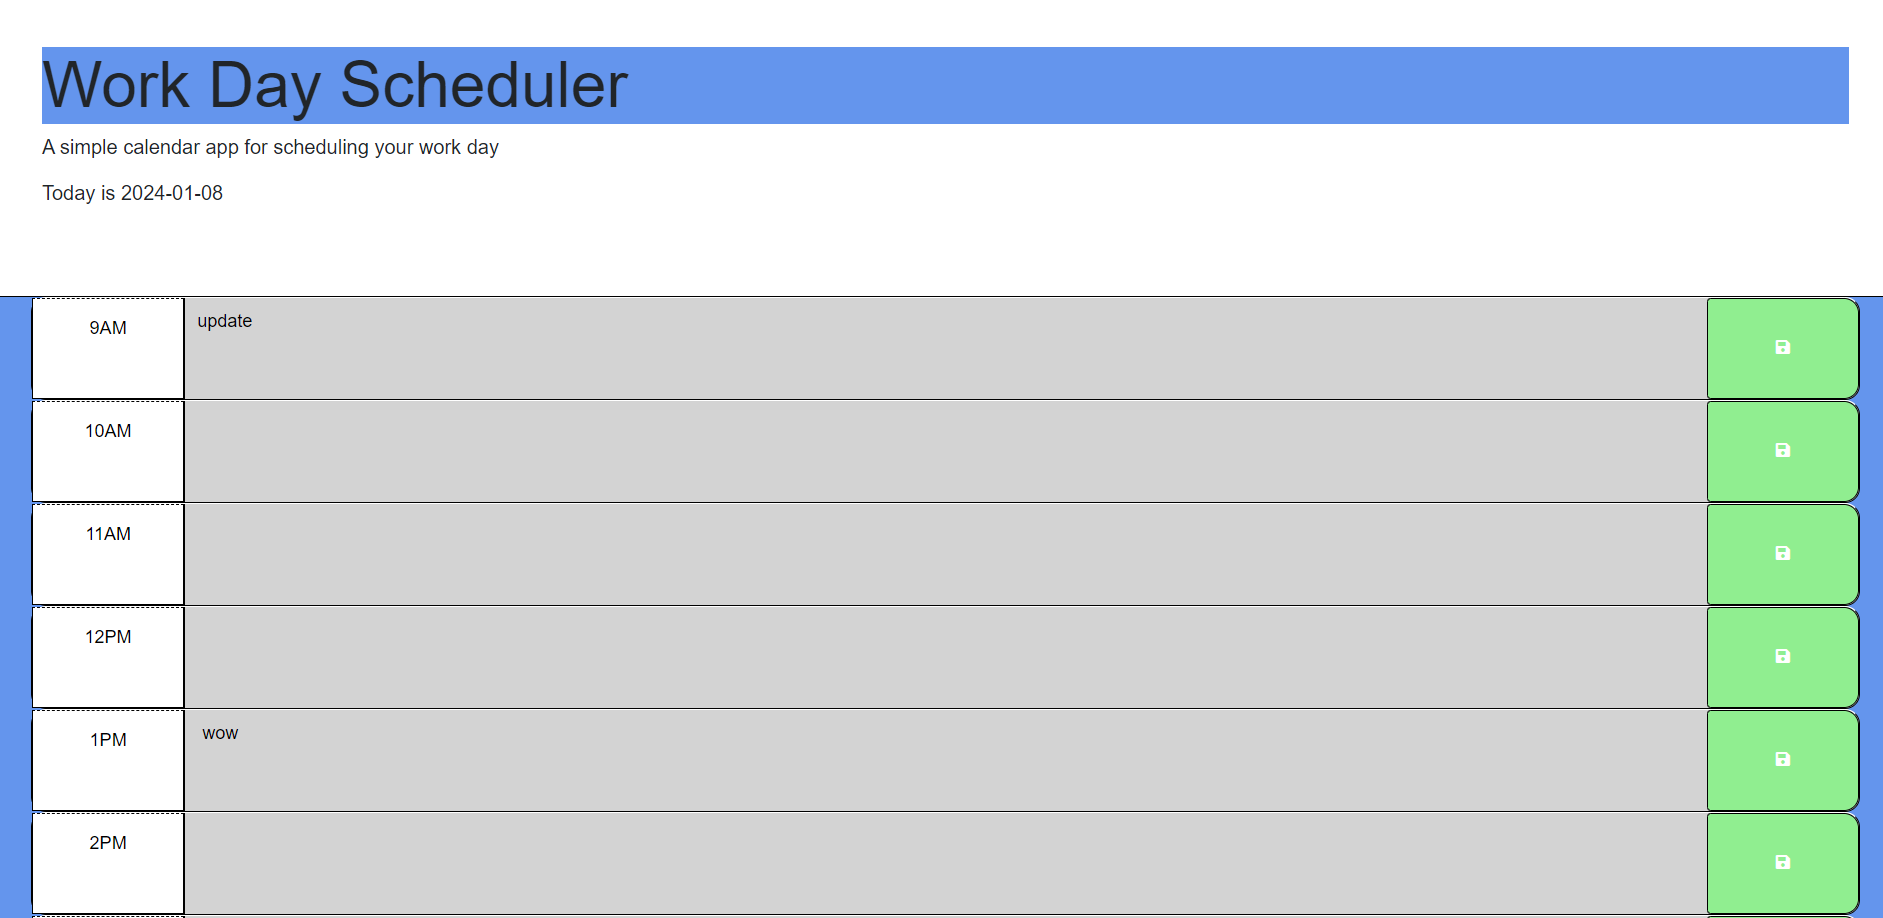 Work Day Scheduler
A simple calendar app for scheduling your work day
Today is 2024-01-08
9AM
update
10AM
11AM
12PM
1PM
wow
2PM